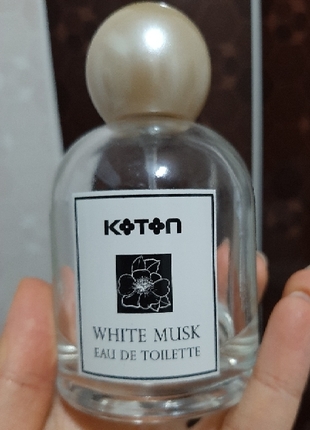 KOTON
WHITE MUSK
EAU DE TOILETTE